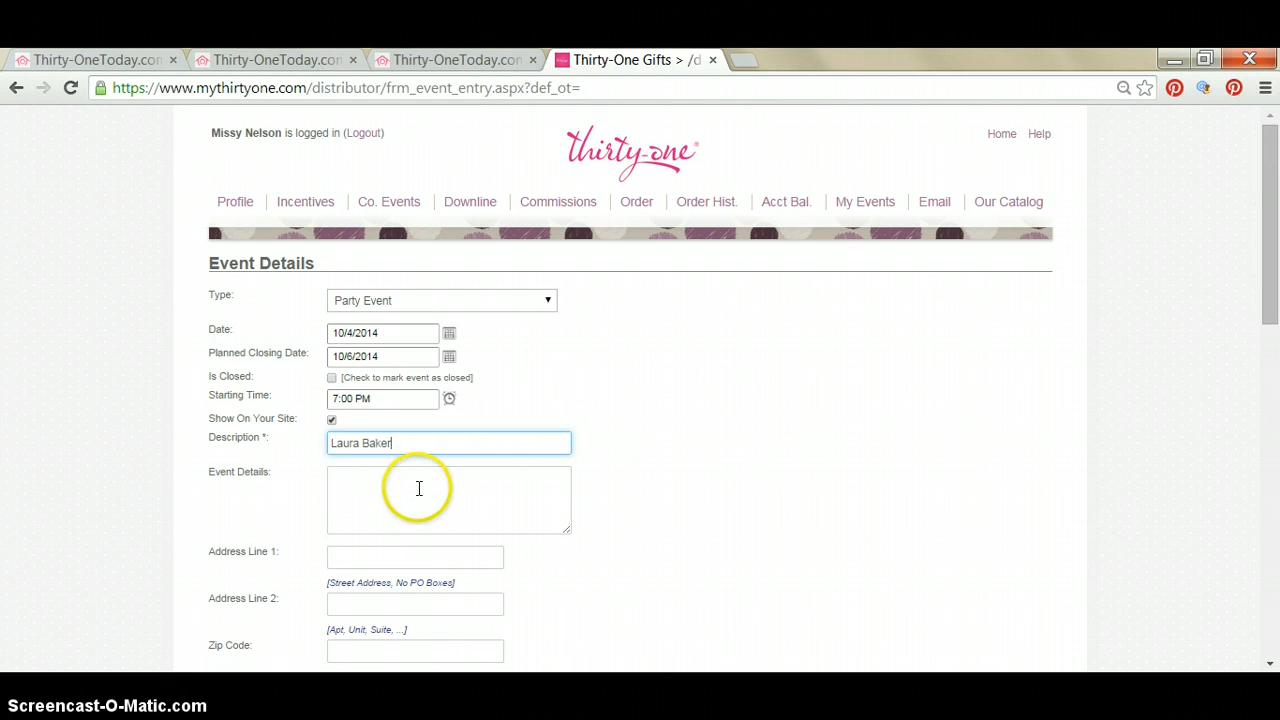 Thirty-OneToday.com × Thirty-OneToday.com × Thirty-OneToday.com × Thirty-One Gifts > /d ×
https://www.mythirtyone.com/distributor/frm_event_entry.aspx?def_ot=
Missy Nelson is logged in (Logout) Home Help
thirty-one®
Profile Incentives Co. Events Downline Commissions Order Order Hist. Acct Bal. My Events Email Our Catalog
Event Details
Type: Party Event
Date: 10/4/2014
Planned Closing Date: 10/6/2014
Is Closed: [Check to mark event as closed]
Starting Time: 7:00 PM
Show On Your Site:
Description *: Laura Baker
Event Details:
Address Line 1:
[Street Address, No PO Boxes]
Address Line 2:
[Apt, Unit, Suite, ...]
Zip Code:
Screencast-O-Matic.com